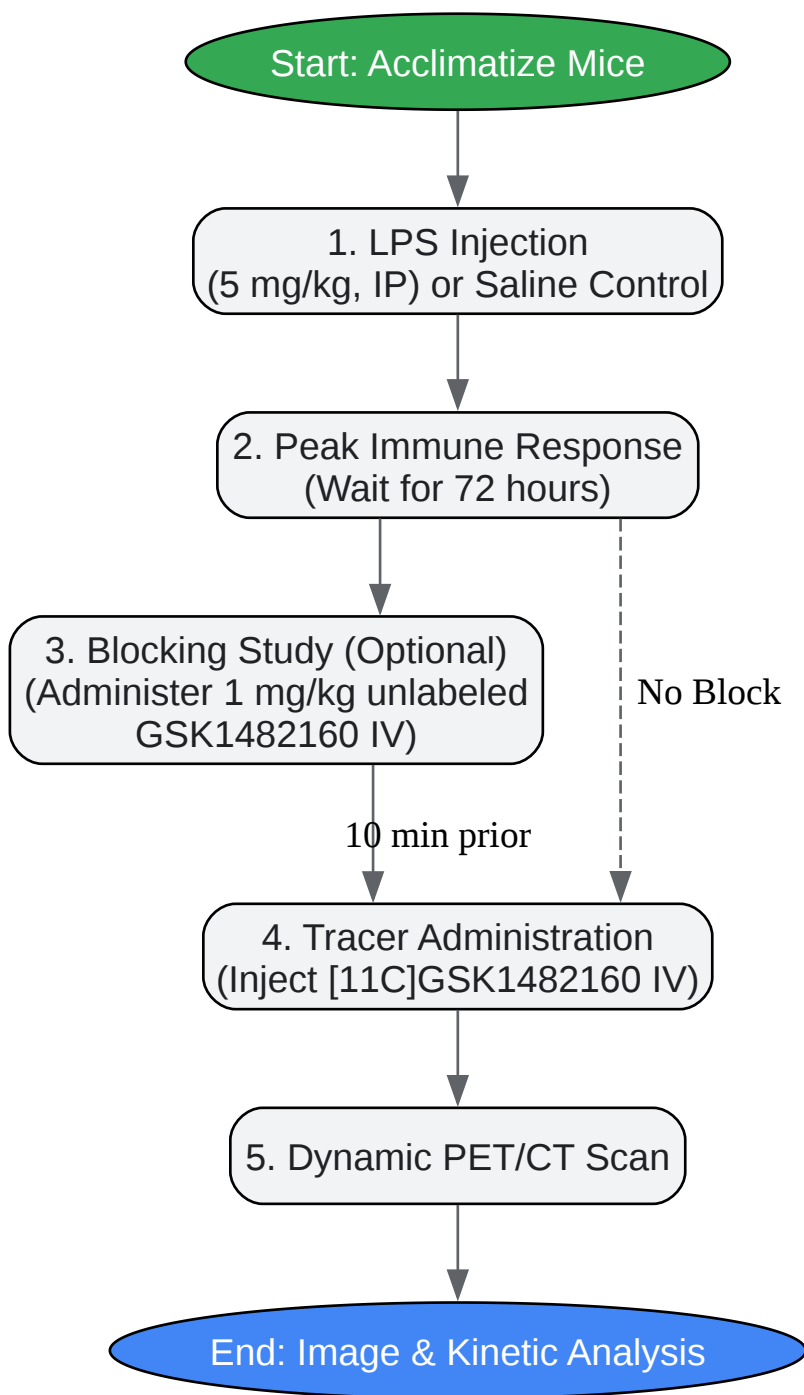 Start: Acclimatize Mice
1. LPS Injection
(5 mg/kg, IP) or Saline Control
2. Peak Immune Response
(Wait for 72 hours)
3. Blocking Study (Optional)
(Administer 1 mg/kg unlabeled
GSK1482160 IV)
No Block
10 min prior
4. Tracer Administration
(Inject [11C]GSK1482160 IV)
5. Dynamic PET/CT Scan
End: Image & Kinetic Analysis